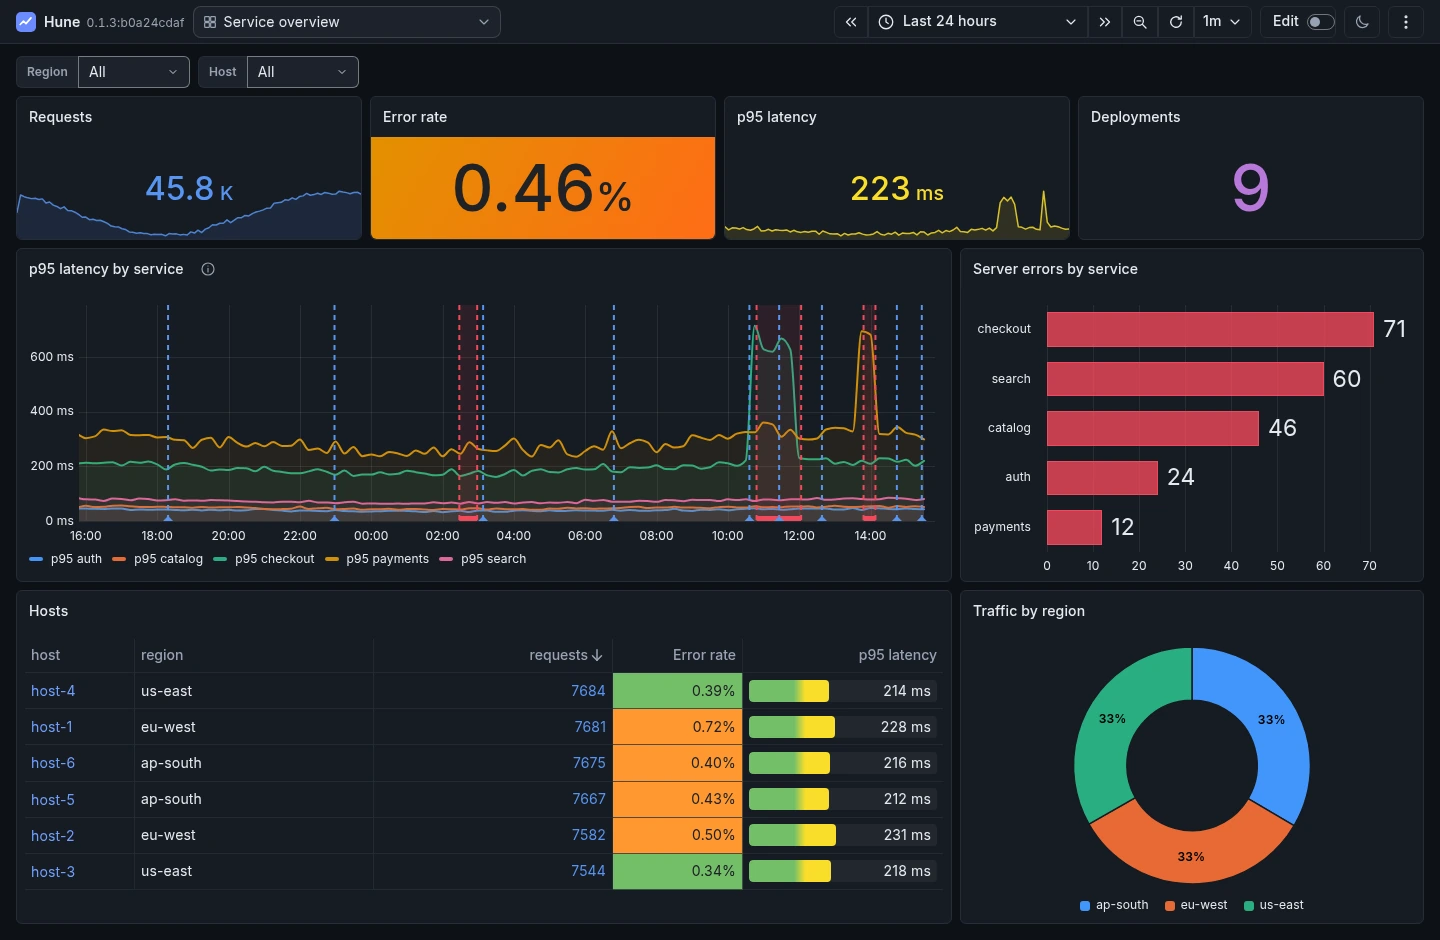 Hune 0.1.3:b0a24cdaf Service overview Last 24 hours 1m Edit
Region All Host All
Requests
45.8 K
Error rate
0.46%
p95 latency
223 ms
Deployments
9
p95 latency by service
600 ms
400 ms
200 ms
0 ms
16:00 18:00 20:00 22:00 00:00 02:00 04:00 06:00 08:00 10:00 12:00 14:00
p95 auth p95 catalog p95 checkout p95 payments p95 search
Server errors by service
checkout 71
search 60
catalog 46
auth 24
payments 12
0 10 20 30 40 50 60 70
Hosts
host region requests Error rate p95 latency
host-4 us-east 7684 0.39% 214 ms
host-1 eu-west 7681 0.72% 228 ms
host-6 ap-south 7675 0.40% 216 ms
host-5 ap-south 7667 0.43% 212 ms
host-2 eu-west 7582 0.50% 231 ms
host-3 us-east 7544 0.34% 218 ms
Traffic by region
33% 33%
33%
ap-south eu-west us-east